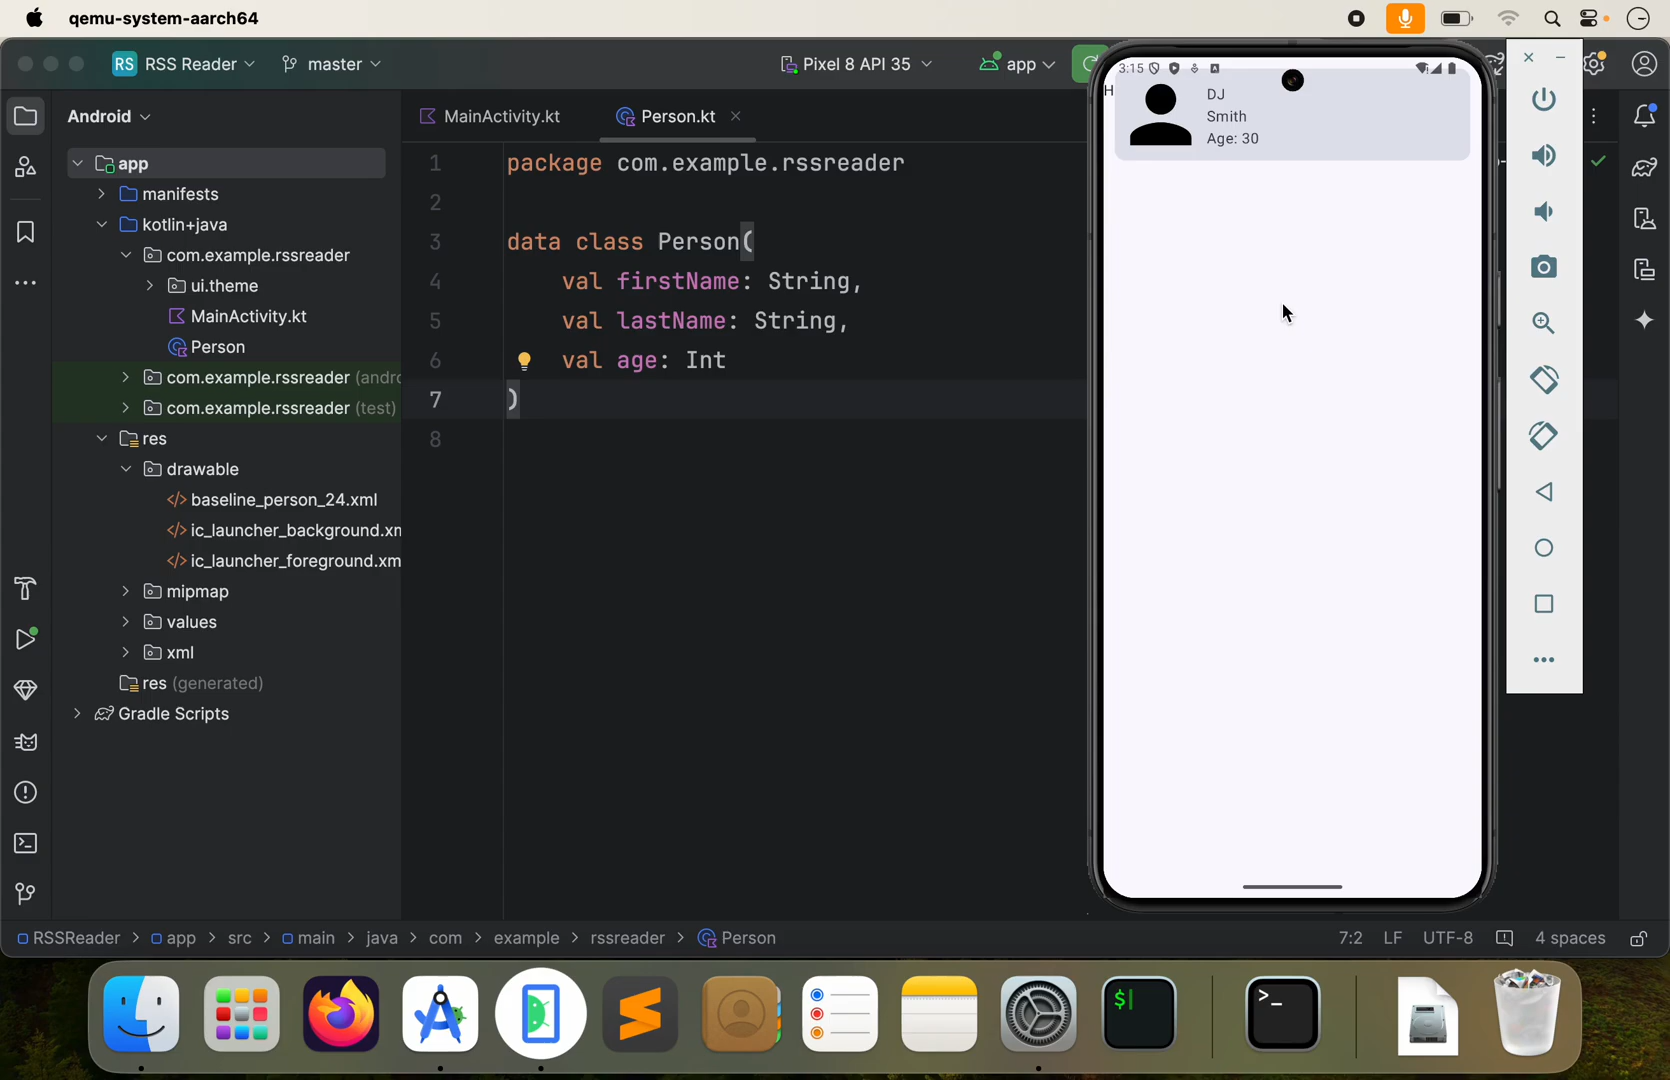 qemu-system-aarch64
RS RSS Reader master Pixel 8 API 35 app
Android
app
manifests
kotlin+java
com.example.rssreader
ui.theme
MainActivity.kt
Person
com.example.rssreader (andro
com.example.rssreader (test)
res
drawable
baseline_person_24.xml
ic_launcher_background.xm
ic_launcher_foreground.xm
mipmap
values
xml
res (generated)
Gradle Scripts
MainActivity.kt Person.kt
1 package com.example.rssreader
2
3 data class Person(
4 val firstName: String,
5 val lastName: String,
6 val age: Int
7 )
8
3:15
H
DJ
Smith
Age: 30
RSSReader > app > src > main > java > com > example > rssreader > Person
7:2 LF UTF-8 4 spaces
$
>_